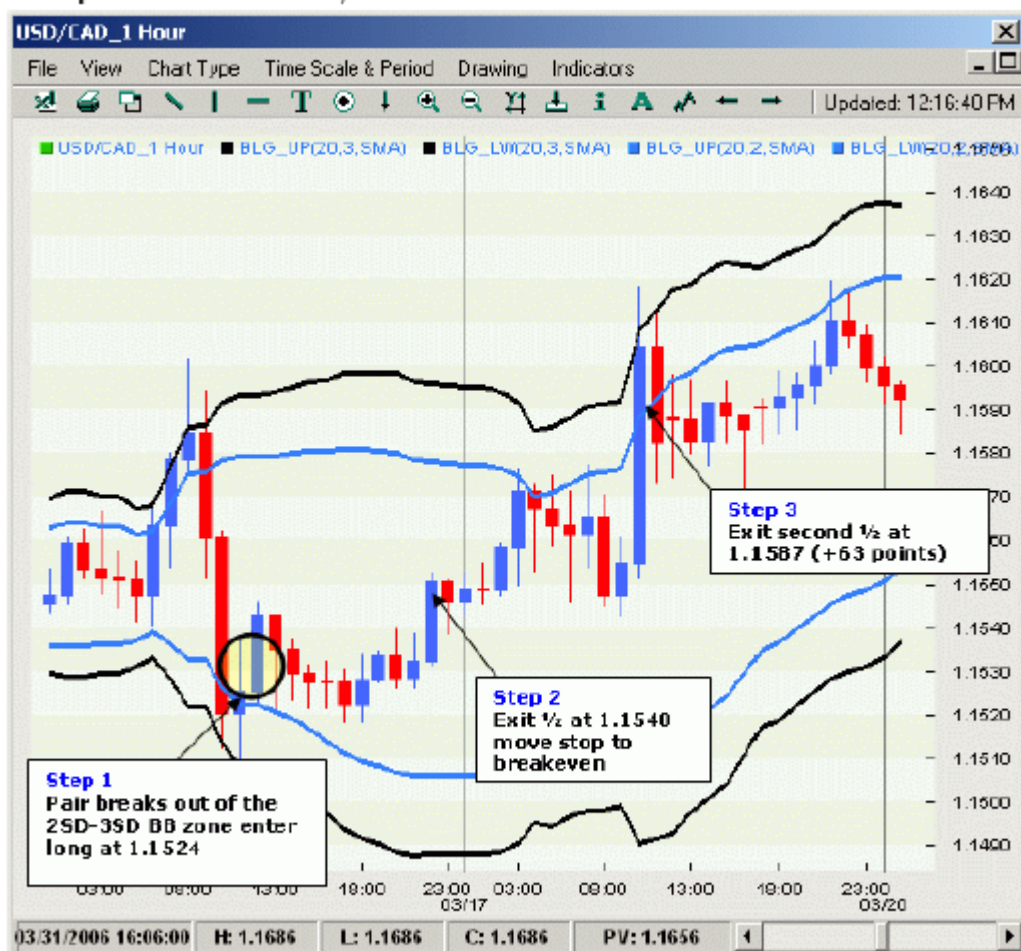 USD/CAD_1 Hour
File View Chart Type Time Scale & Period Drawing Indicators
Updated: 12:16:40 PM
USD/CAD_1 Hour BLG_UP(20,3,SMA) BLG_LW(20,3,SMA) BLG_UP(20,2,SMA) BLG_LW(20,2,SMA)
1.1640
1.1630
1.1620
1.1610
1.1600
1.1590
1.1580
Step 3
Exit second ½ at
1.1587 (+63 points)
1.1550
1.1540
1.1530
1.1520
1.1510
1.1500
1.1490
Step 2
Exit ½ at 1.1540
move stop to
breakeven
Step 1
Pair breaks out of the
2SD-3SD BB zone enter
long at 1.1524
03:00 08:00 13:00 18:00 23:00 03:00 08:00 13:00 18:00 23:00
03/17 03/20
03/31/2006 16:06:00 H: 1.1686 L: 1.1686 C: 1.1686 PV: 1.1656